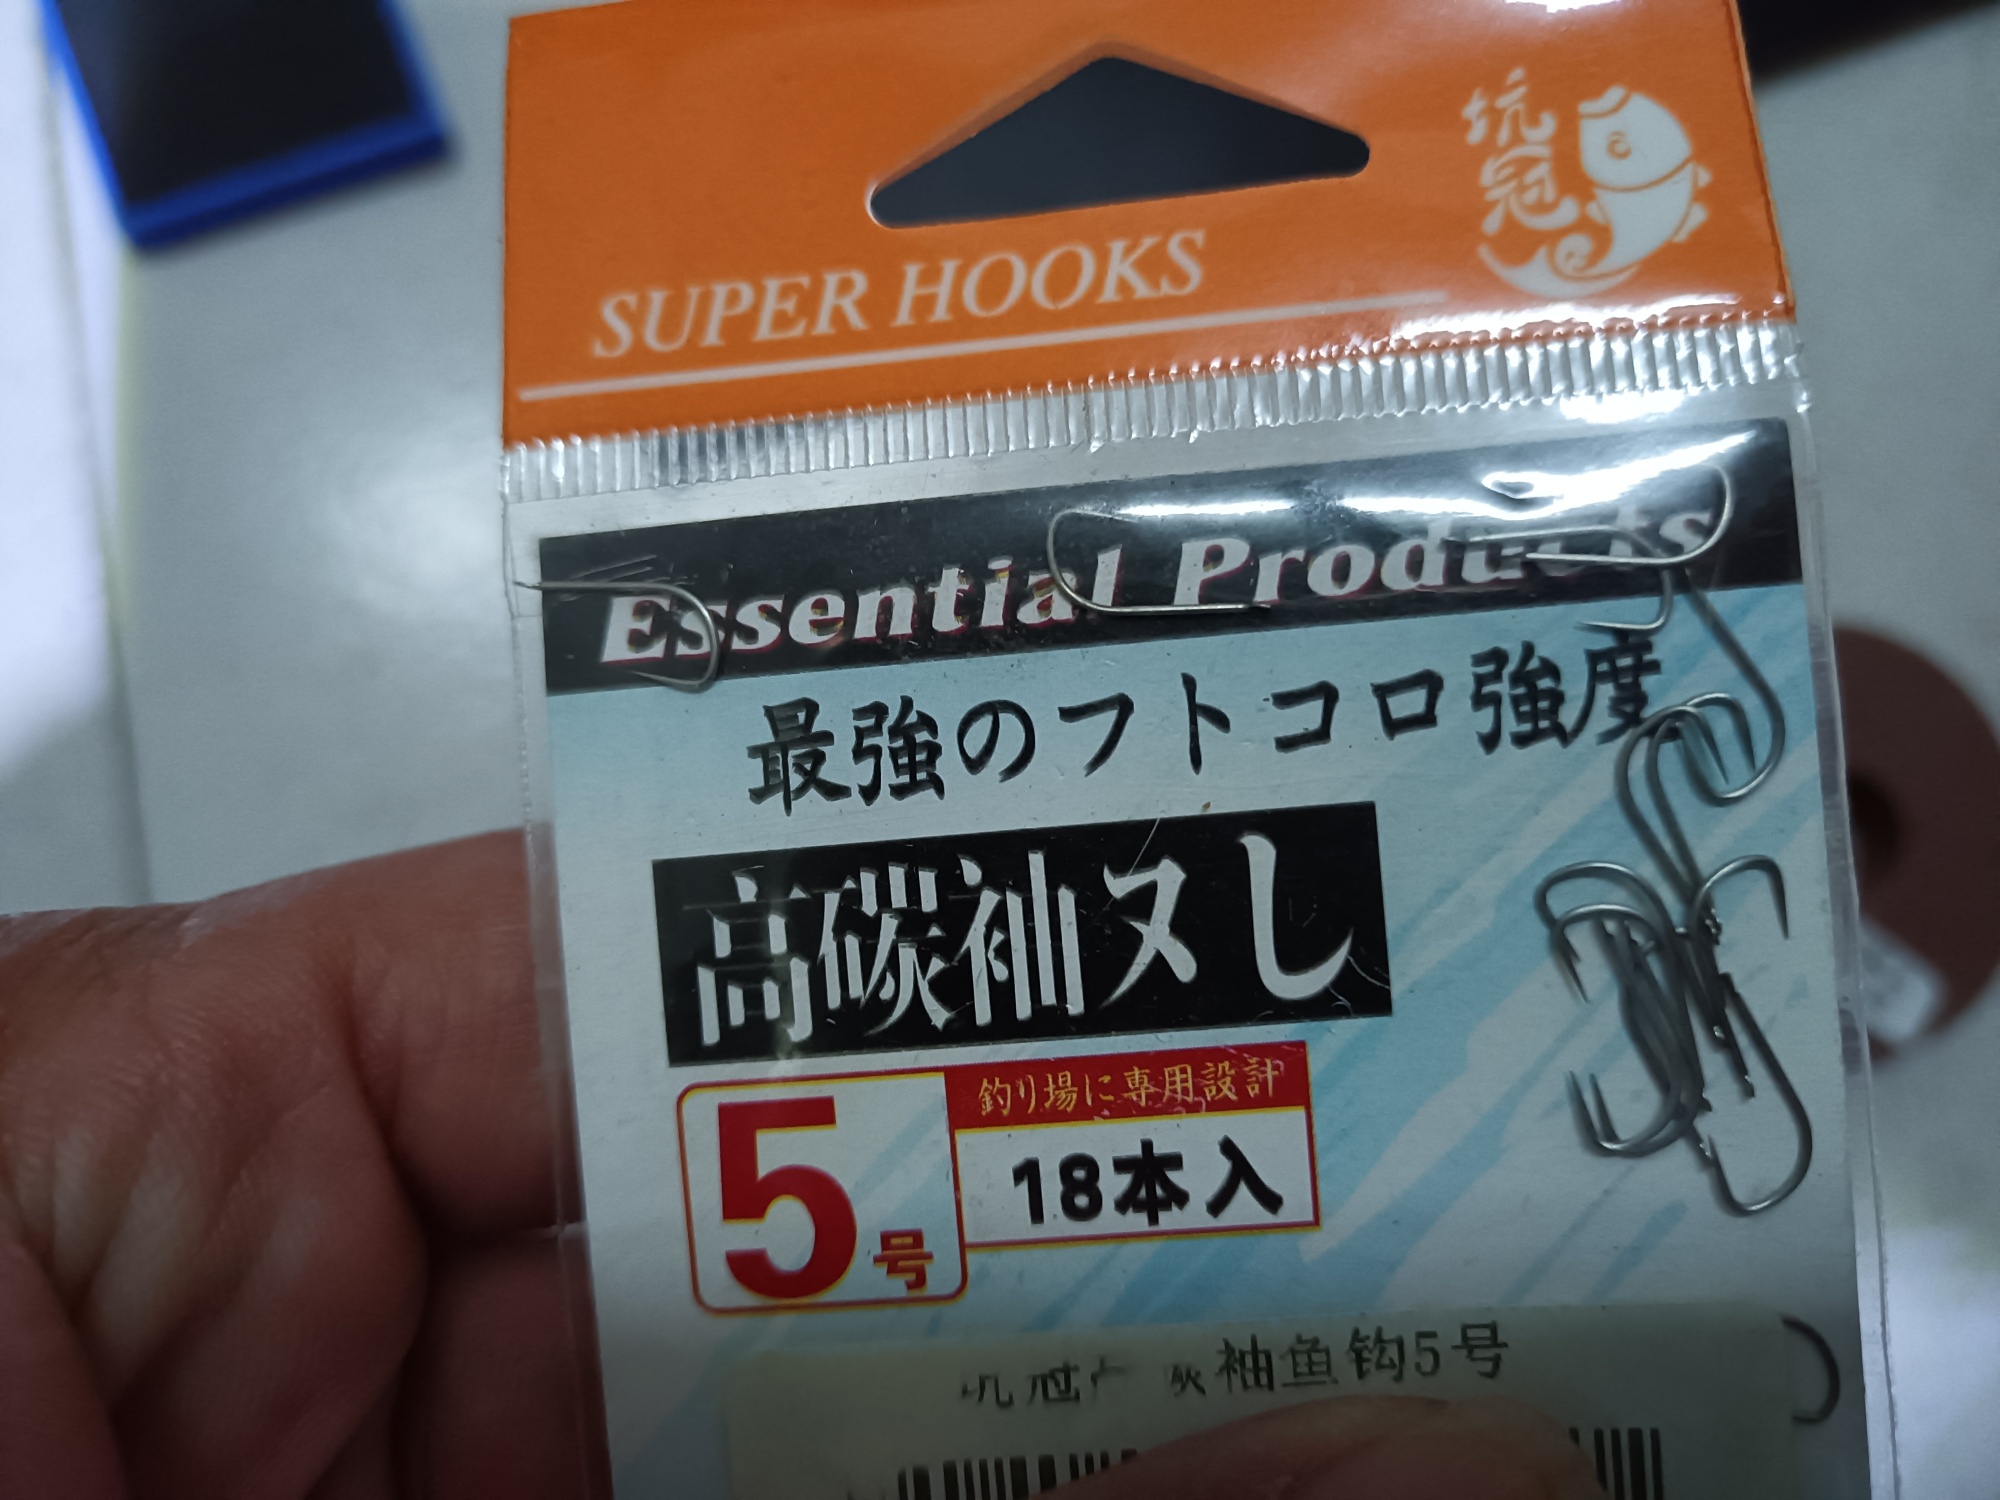 坑冠
SUPER HOOKS
Essential Products
最強のフトコロ強度
高碳袖ヌし
5号
釣り場に専用設計
18本入
袖鱼钩5号